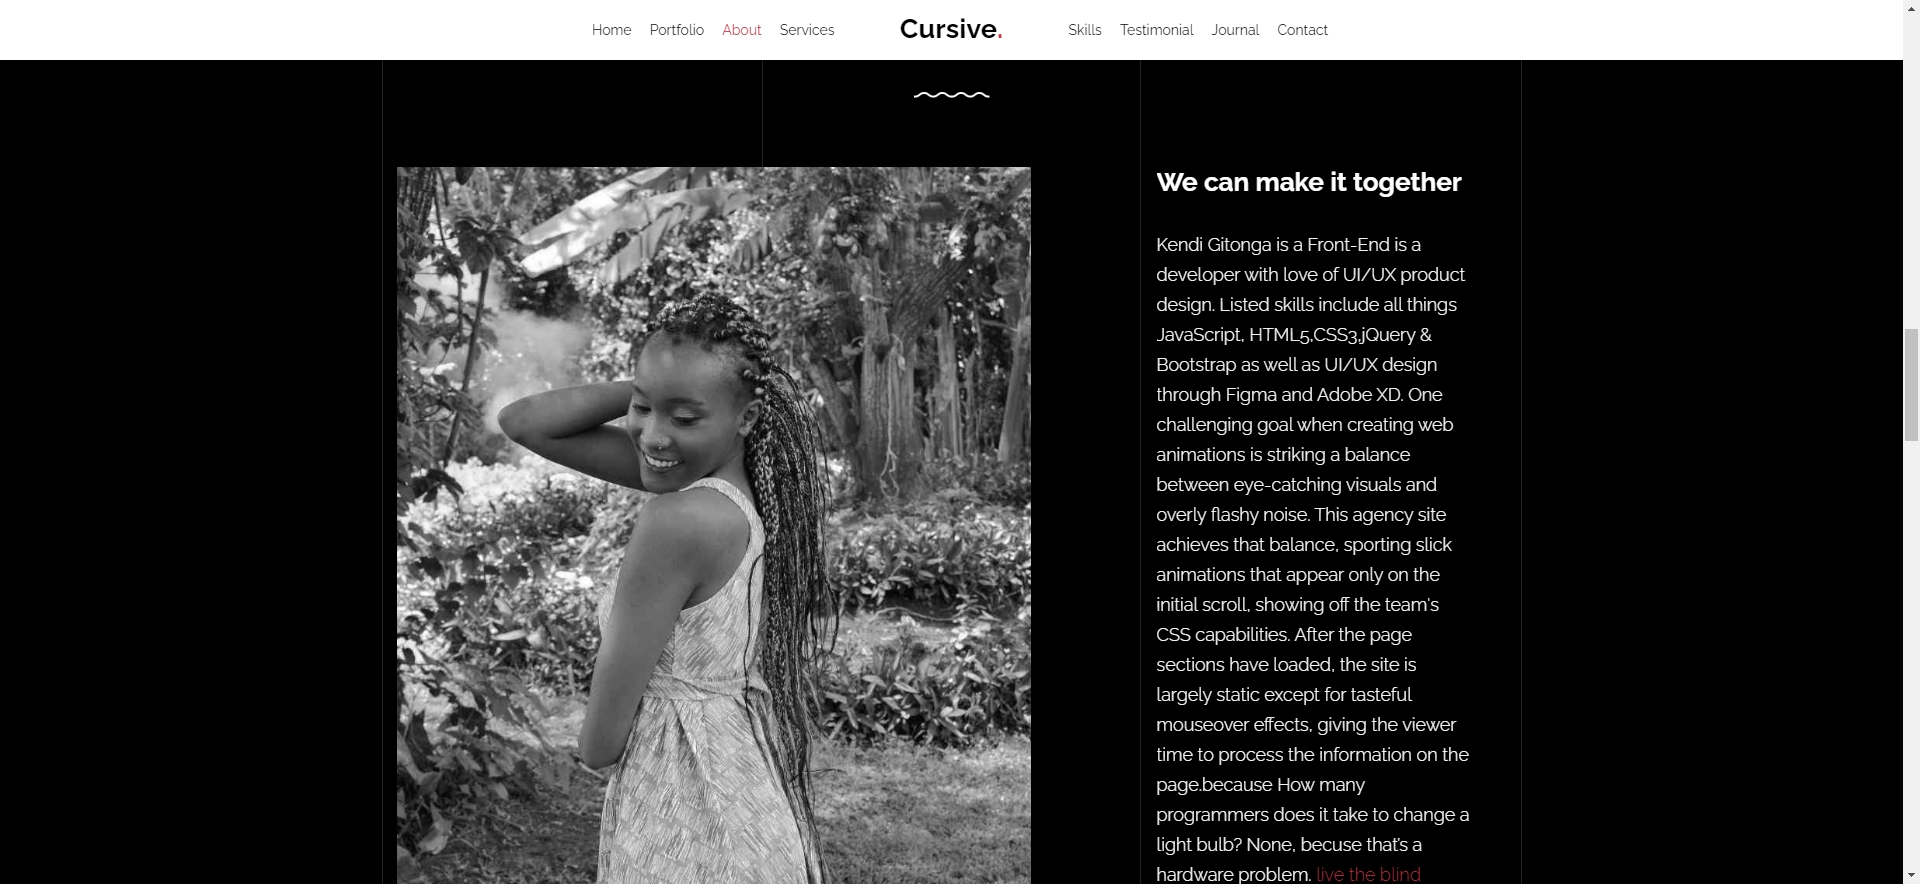 Home Portfolio About Services Cursive. Skills Testimonial Journal Contact
We can make it together
Kendi Gitonga is a Front-End is a
developer with love of UI/UX product
design. Listed skills include all things
JavaScript, HTML5,CSS3,jQuery &
Bootstrap as well as UI/UX design
through Figma and Adobe XD. One
challenging goal when creating web
animations is striking a balance
between eye-catching visuals and
overly flashy noise. This agency site
achieves that balance, sporting slick
animations that appear only on the
initial scroll, showing off the team's
CSS capabilities. After the page
sections have loaded, the site is
largely static except for tasteful
mouseover effects, giving the viewer
time to process the information on the
page.because How many
programmers does it take to change a
light bulb? None, becuse that's a
hardware problem. live the blind